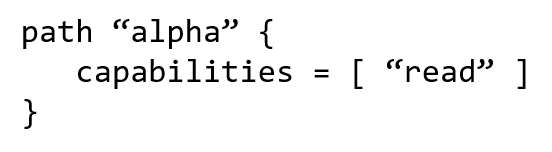 path “alpha” {
   capabilities = [ “read” ]
}